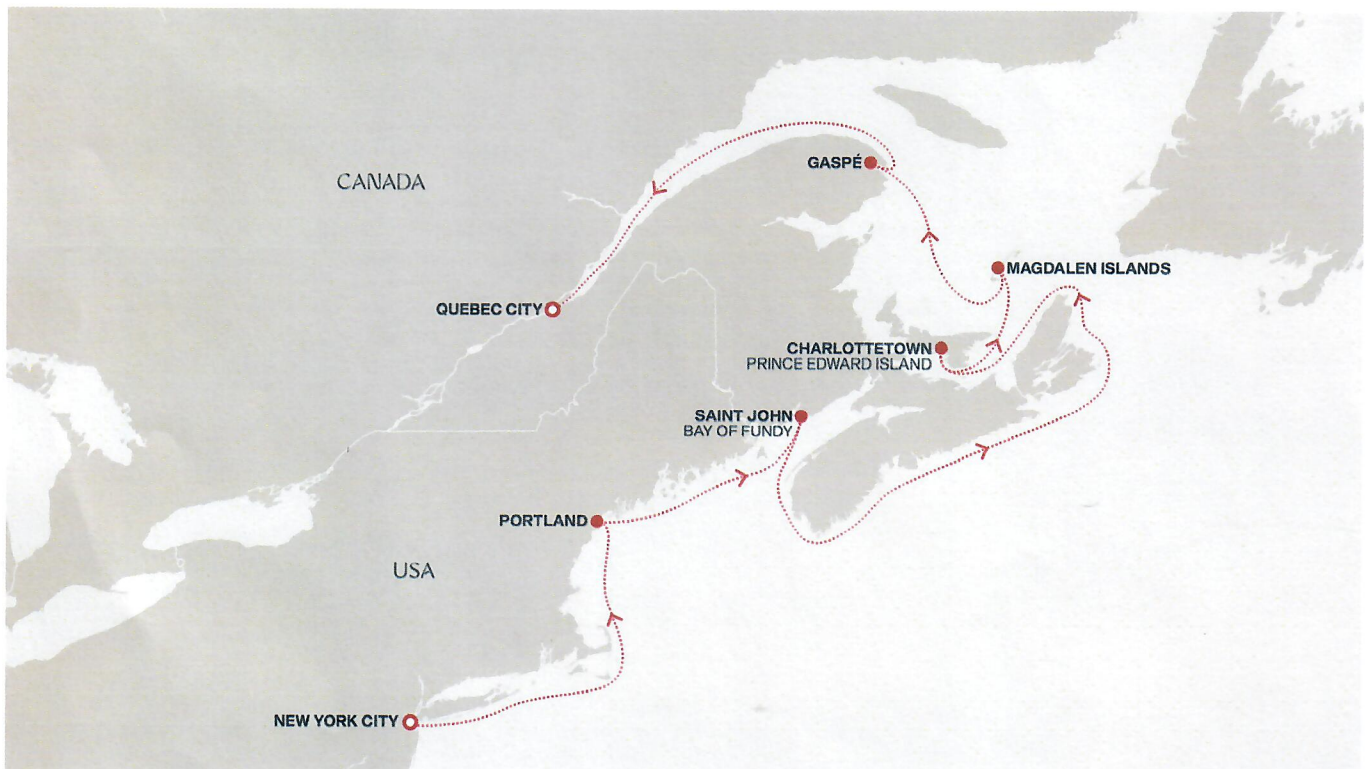 GASPÉ
CANADA
MAGDALEN ISLANDS
QUEBEC CITY
CHARLOTTETOWN
PRINCE EDWARD ISLAND
SAINT JOHN
BAY OF FUNDY
PORTLAND
USA
NEW YORK CITY